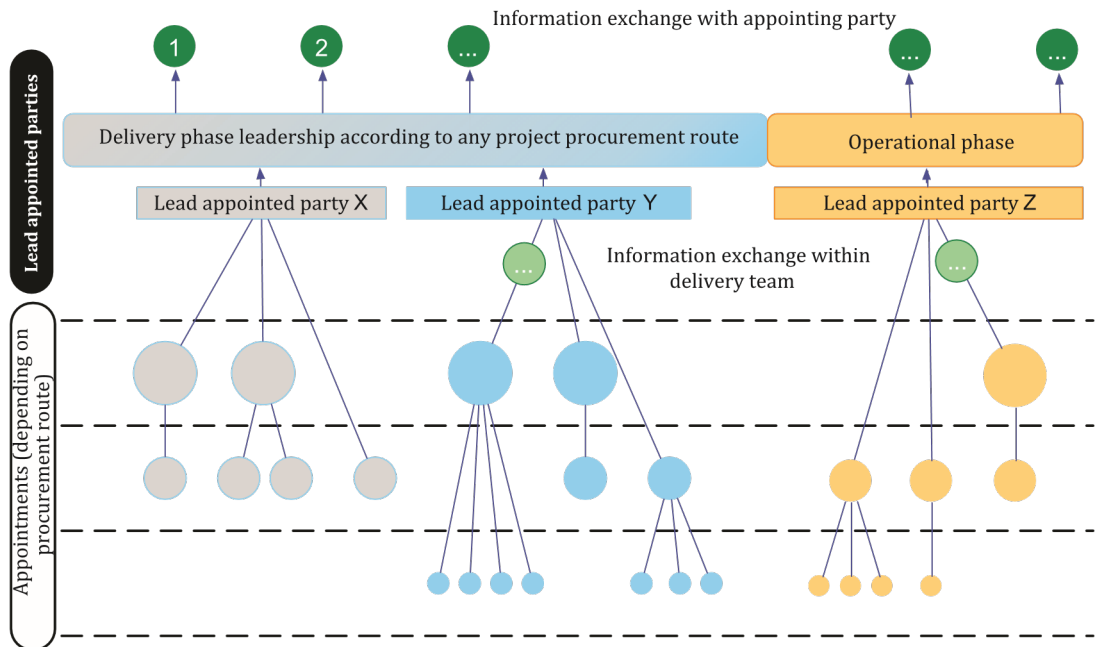 Information exchange with appointing party
1
2
...
...
...
Lead appointed parties
Delivery phase leadership according to any project procurement route
Operational phase
Lead appointed party X
Lead appointed party Y
Lead appointed party Z
...
Information exchange within
delivery team
...
Appointments (depending on
procurement route)